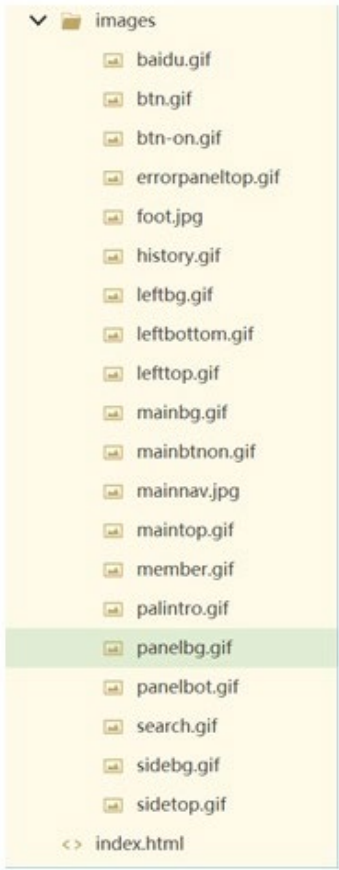 images
baidu.gif
btn.gif
btn-on.gif
errorpaneltop.gif
foot.jpg
history.gif
leftbg.gif
leftbottom.gif
lefttop.gif
mainbg.gif
mainbtnon.gif
mainnav.jpg
maintop.gif
member.gif
palintro.gif
panelbg.gif
panelbot.gif
search.gif
sidebg.gif
sidetop.gif
<> index.html